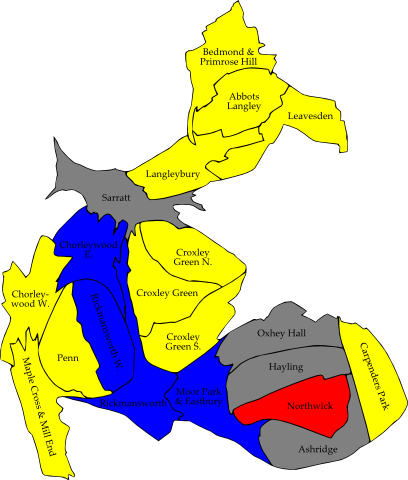 Bedmond &
Primrose Hill
Abbots
Langley
Leavesden
Langleybury
Sarratt
Chorleywood
Croxley
Green N.
Chorley-
wood W.
Croxley Green
Rickmansworth W.
Croxley
Green S.
Penn
Maple Cross & Mill End
Oxhey Hall
Hayling
Carpenders Park
Moor Park
& Eastbury
Rickmansworth
Northwick
Ashridge